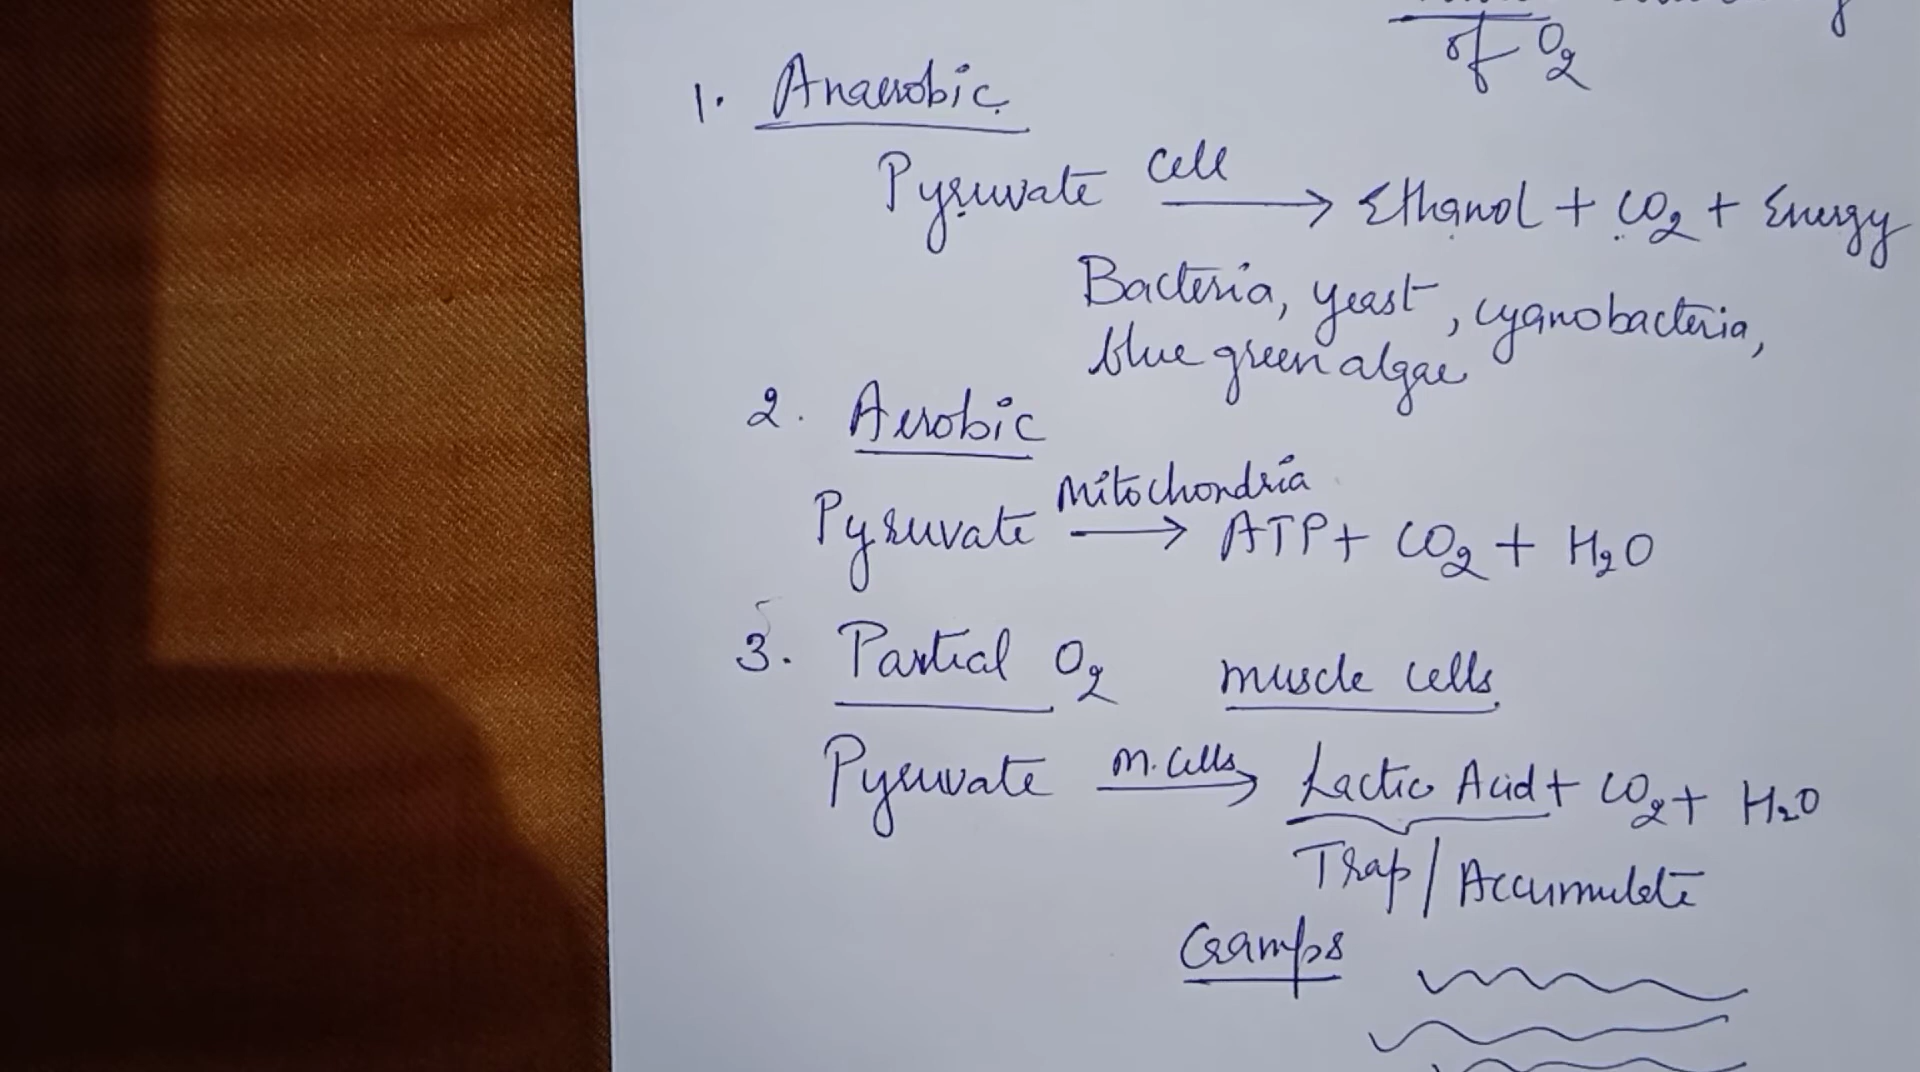 of O2
1. Anaerobic
Pyruvate cell → Ethanol + CO2 + Energy
Bacteria, yeast, cyanobacteria,
blue green algae
2. Aerobic
Pyruvate Mitochondria → ATP + CO2 + H2O
3. Partial O2 muscle cells
Pyruvate m. cells → Lactic Acid + CO2 + H2O
Trap / Accumulate
Cramps